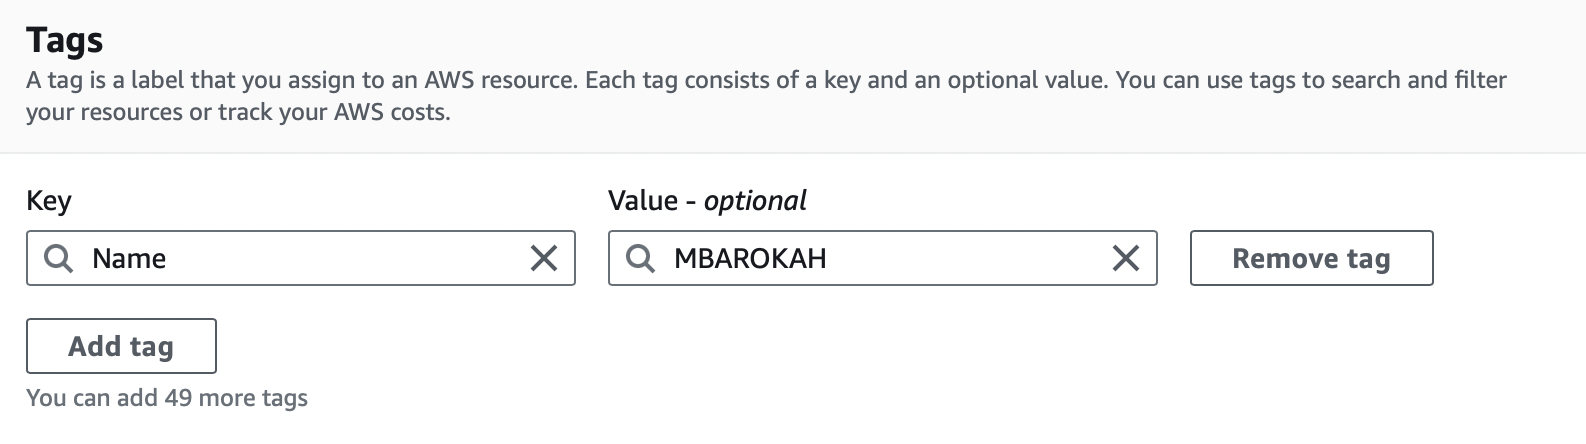 Tags
A tag is a label that you assign to an AWS resource. Each tag consists of a key and an optional value. You can use tags to search and filter
your resources or track your AWS costs.
Key
Value - optional
Name
MBAROKAH
Remove tag
Add tag
You can add 49 more tags